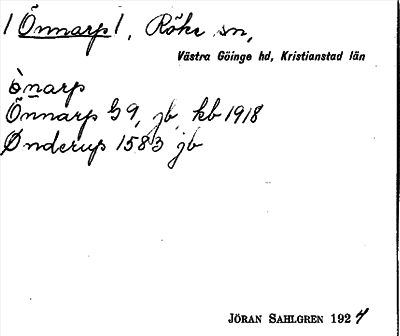 /Önnarp/, Röke sn,
Västra Göinge hd, Kristianstad län
ònarp
Önnarp G 9, jb, kb 1918
Ønderup 1583 jb
JÖRAN SAHLGREN 1924